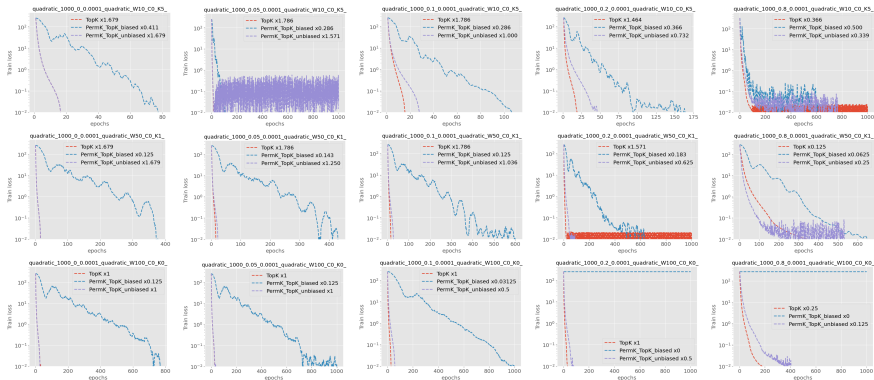 quadratic_1000_0_0.0001_quadratic_W10_C0_K5_
TopK x1.679
PermK_TopK_biased x0.411
PermK_TopK_unbiased x1.679
Train loss
epochs
quadratic_1000_0.05_0.0001_quadratic_W10_C0_K5_
TopK x1.786
PermK_TopK_biased x0.286
PermK_TopK_unbiased x1.571
Train loss
epochs
quadratic_1000_0.1_0.0001_quadratic_W10_C0_K5_
TopK x1.786
PermK_TopK_biased x0.286
PermK_TopK_unbiased x1.000
Train loss
epochs
quadratic_1000_0.2_0.0001_quadratic_W10_C0_K5_
TopK x1.464
PermK_TopK_biased x0.366
PermK_TopK_unbiased x0.732
Train loss
epochs
quadratic_1000_0.8_0.0001_quadratic_W10_C0_K5_
TopK x0.366
PermK_TopK_biased x0.500
PermK_TopK_unbiased x0.339
Train loss
epochs
quadratic_1000_0_0.0001_quadratic_W50_C0_K1_
TopK x1.679
PermK_TopK_biased x0.125
PermK_TopK_unbiased x1.679
Train loss
epochs
quadratic_1000_0.05_0.0001_quadratic_W50_C0_K1_
TopK x1.786
PermK_TopK_biased x0.143
PermK_TopK_unbiased x1.250
Train loss
epochs
quadratic_1000_0.1_0.0001_quadratic_W50_C0_K1_
TopK x1.786
PermK_TopK_biased x0.125
PermK_TopK_unbiased x1.036
Train loss
epochs
quadratic_1000_0.2_0.0001_quadratic_W50_C0_K1_
TopK x1.571
PermK_TopK_biased x0.183
PermK_TopK_unbiased x0.625
Train loss
epochs
quadratic_1000_0.8_0.0001_quadratic_W50_C0_K1_
TopK x0.125
PermK_TopK_biased x0.0625
PermK_TopK_unbiased x0.25
Train loss
epochs
quadratic_1000_0_0.0001_quadratic_W100_C0_K0_
TopK x1
PermK_TopK_biased x0.125
PermK_TopK_unbiased x1
Train loss
epochs
quadratic_1000_0.05_0.0001_quadratic_W100_C0_K0_
TopK x1
PermK_TopK_biased x0.125
PermK_TopK_unbiased x1
Train loss
epochs
quadratic_1000_0.1_0.0001_quadratic_W100_C0_K0_
TopK x1
PermK_TopK_biased x0.03125
PermK_TopK_unbiased x0.5
Train loss
epochs
quadratic_1000_0.2_0.0001_quadratic_W100_C0_K0_
TopK x1
PermK_TopK_biased x0
PermK_TopK_unbiased x0.5
Train loss
epochs
quadratic_1000_0.8_0.0001_quadratic_W100_C0_K0_
TopK x0.25
PermK_TopK_biased x0
PermK_TopK_unbiased x0.125
Train loss
epochs